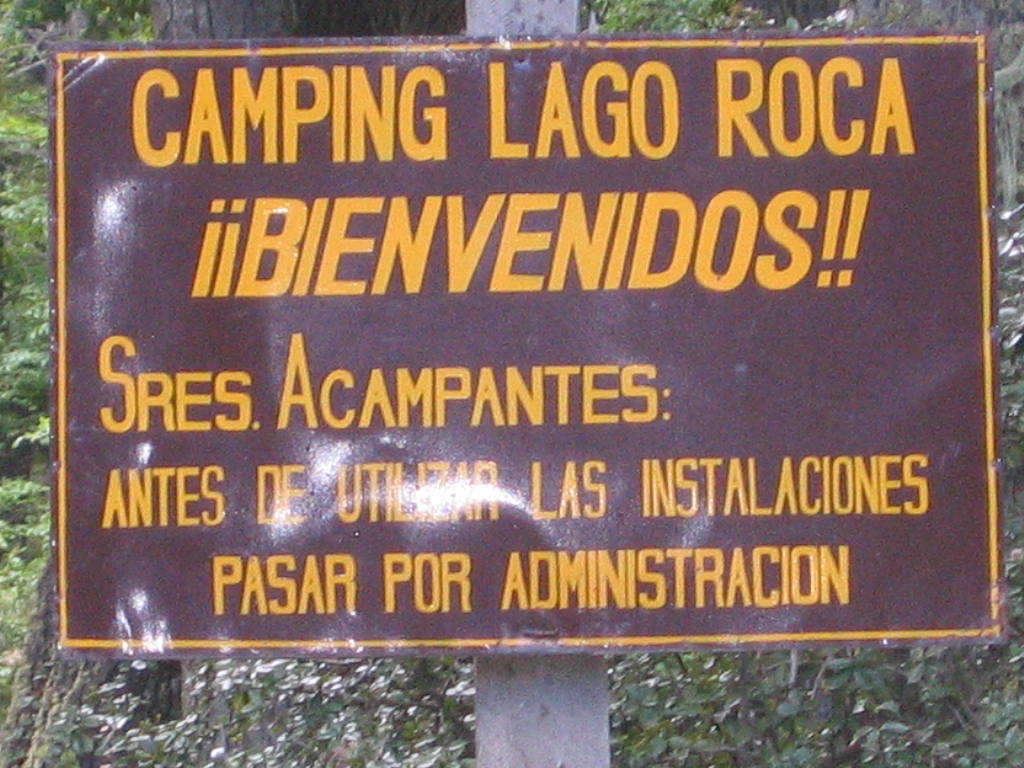 CAMPING LAGO ROCA
¡¡BIENVENIDOS!!
SRES. ACAMPANTES:
ANTES DE UTILIZAR LAS INSTALACIONES
PASAR POR ADMINISTRACION